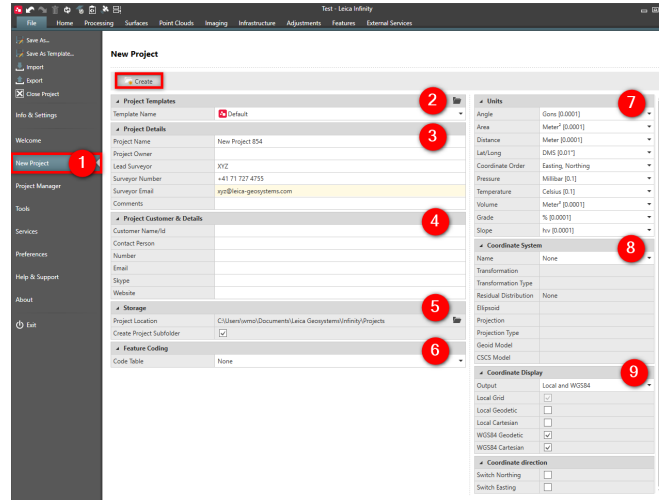 Test - Leica Infinity
File Home Processing Surfaces Point Clouds Imaging Infrastructure Adjustments Features External Services
Save As...
Save As Template...
Import
Export
Close Project
Info & Settings
Welcome
New Project 1
Project Manager
Tools
Services
Preferences
Help & Support
About
Exit
New Project
Create
Project Templates 2
Template Name Default
Project Details 3
Project Name New Project 854
Project Owner
Lead Surveyor XYZ
Surveyor Number +41 71 727 4755
Surveyor Email xyz@leica-geosystems.com
Comments
Project Customer & Details 4
Customer Name/Id
Contact Person
Number
Email
Skype
Website
Storage 5
Project Location C:\Users\wmo\Documents\Leica Geosystems\Infinity\Projects
Create Project Subfolder
Feature Coding 6
Code Table None
Units 7
Angle Gons [0.0001]
Area Meter² [0.0001]
Distance Meter [0.0001]
Lat/Long DMS [0.01"]
Coordinate Order Easting, Northing
Pressure Millibar [0.1]
Temperature Celsius [0.1]
Volume Meter³ [0.0001]
Grade % [0.0001]
Slope h:v [0.0001]
Coordinate System 8
Name None
Transformation
Transformation Type
Residual Distribution None
Ellipsoid
Projection
Projection Type
Geoid Model
CSCS Model
Coordinate Display 9
Output Local and WGS84
Local Grid
Local Geodetic
Local Cartesian
WGS84 Geodetic
WGS84 Cartesian
Coordinate direction
Switch Northing
Switch Easting